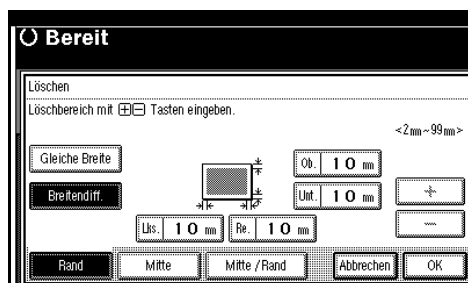 Bereit
Löschen
Löschbereich mit ⊞⊟ Tasten eingeben.
<2mm~99mm>
Gleiche Breite
Ob. 10 mm
Breitendiff.
Unt. 10 mm
+
Lks. 10 mm Re. 10 mm
-
Rand Mitte Mitte / Rand Abbrechen OK